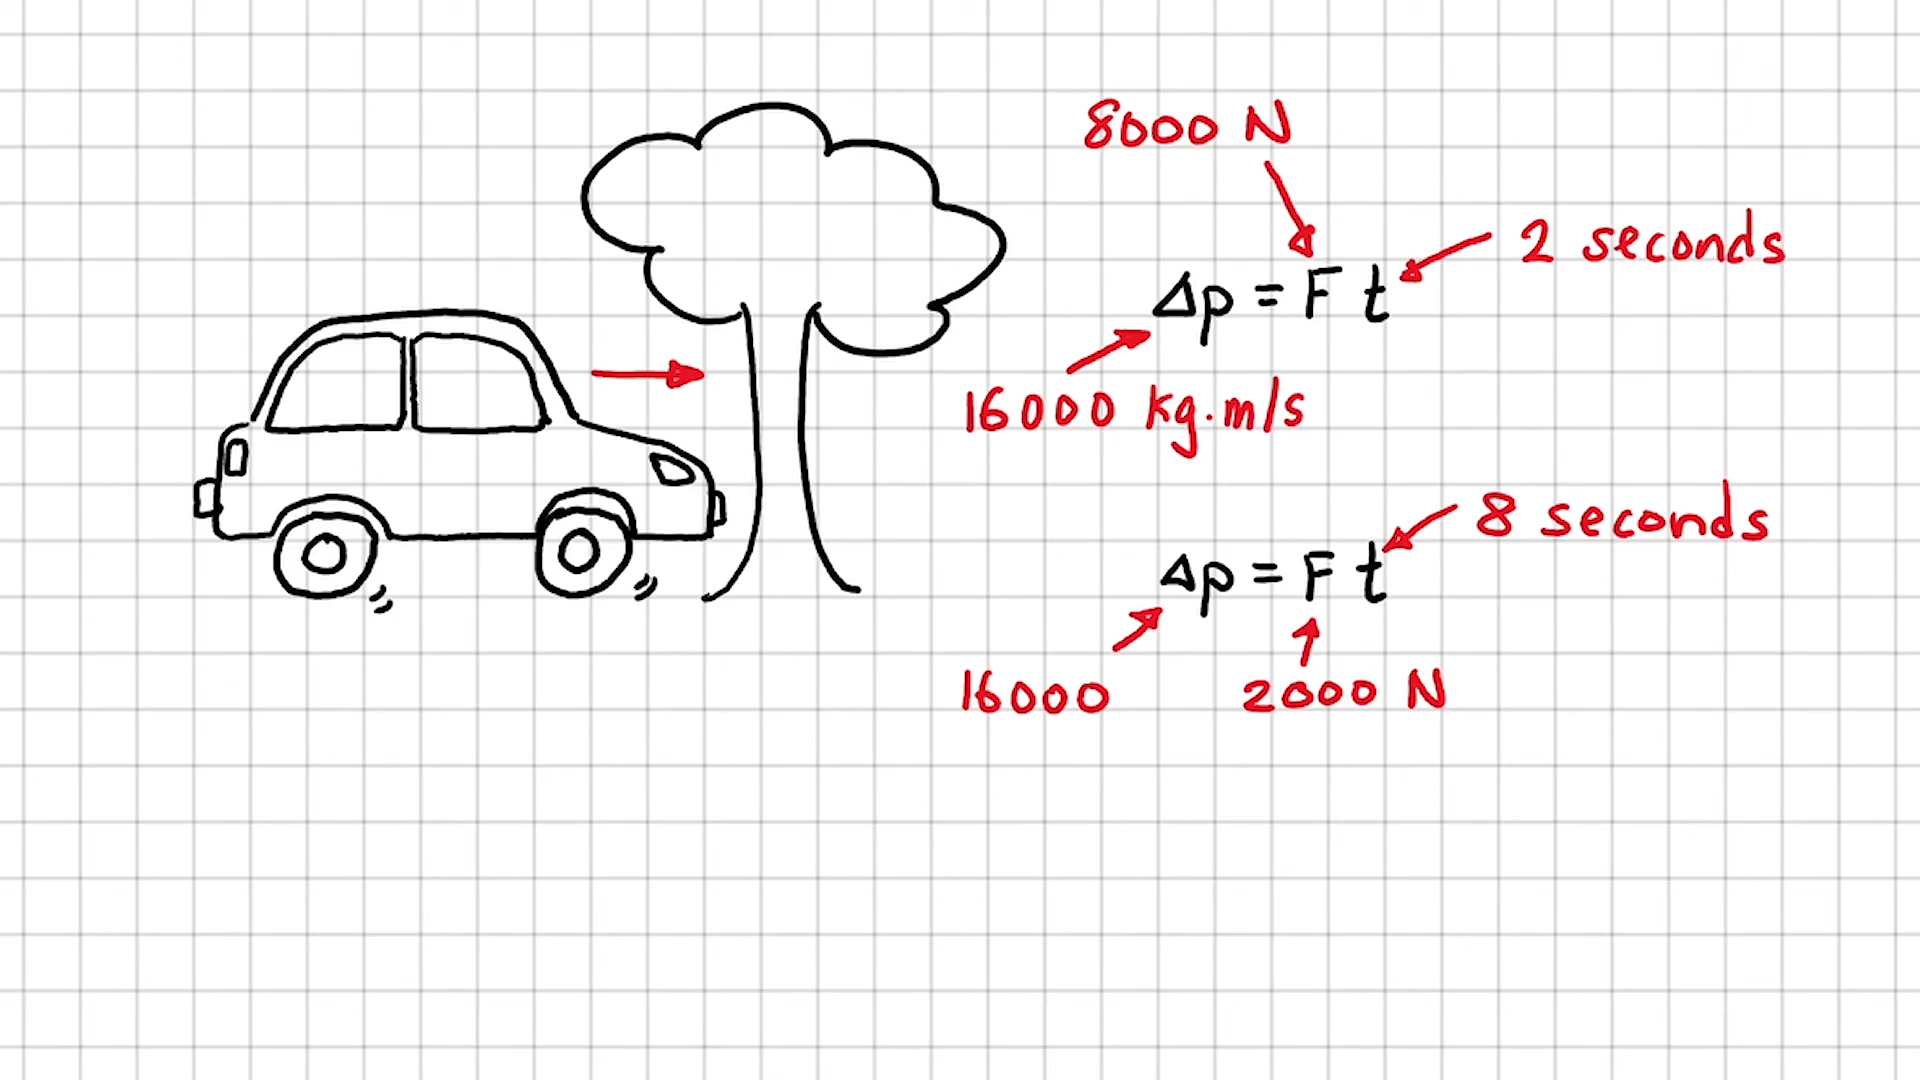 8000 N
2 seconds
Δp = F t
16000 kg.m/s
8 seconds
Δp = F t
16000
2000 N